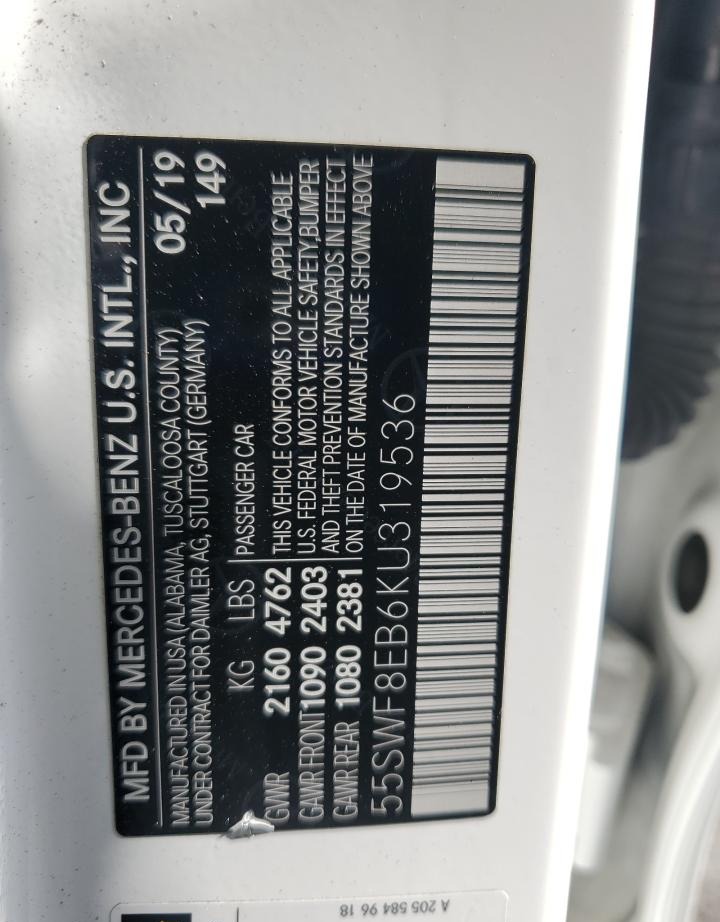 MFD BY MERCEDES-BENZ U.S. INTL., INC
MANUFACTURED IN USA (ALABAMA, TUSCALOOSA COUNTY) 05/19
UNDER CONTRACT FOR DAIMLER AG, STUTTGART (GERMANY) 149
KG LBS PASSENGER CAR
GVWR 2160 4762 THIS VEHICLE CONFORMS TO ALL APPLICABLE
GAWR FRONT 1090 2403 U.S. FEDERAL MOTOR VEHICLE SAFETY,BUMPER
GAWR REAR 1080 2381 AND THEFT PREVENTION STANDARDS IN EFFECT
ON THE DATE OF MANUFACTURE SHOWN ABOVE
55SWF8EB6KU319536
A 205 584 96 18